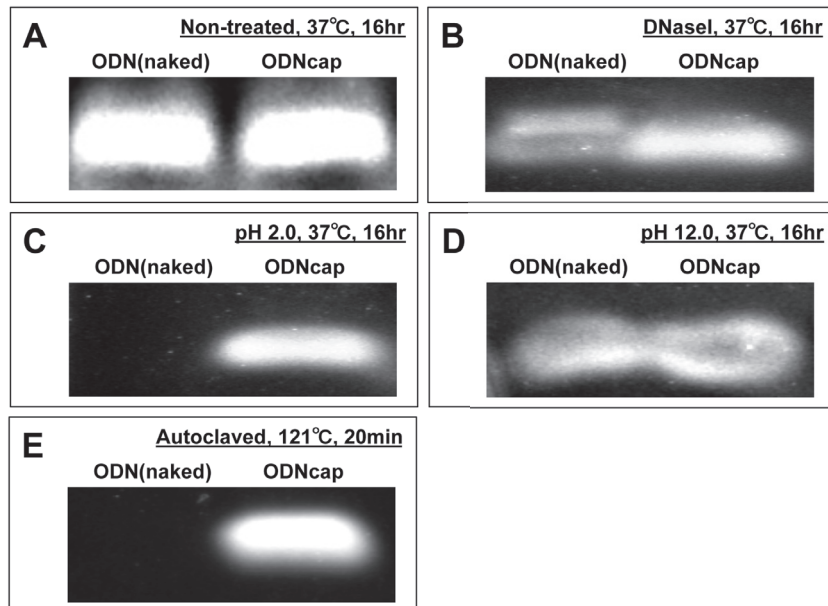 A
Non-treated, 37℃, 16hr
ODN(naked) ODNcap
B
DNaseI, 37℃, 16hr
ODN(naked) ODNcap
C
pH 2.0, 37℃, 16hr
ODN(naked) ODNcap
D
pH 12.0, 37℃, 16hr
ODN(naked) ODNcap
E
Autoclaved, 121℃, 20min
ODN(naked) ODNcap